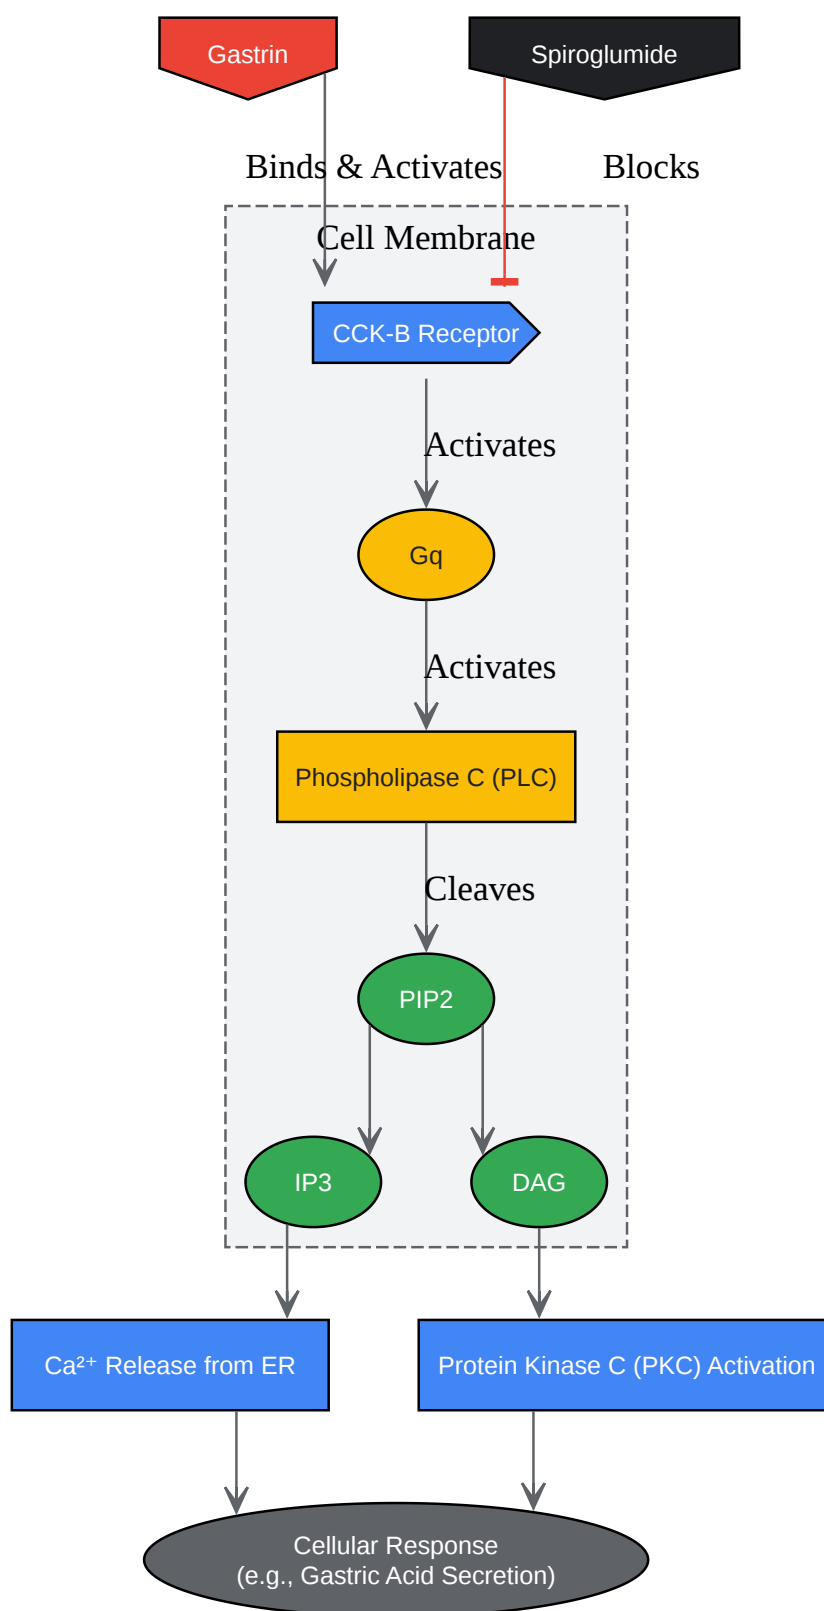 Gastrin
Spiroglumide
Binds & Activates
Blocks
Cell Membrane
CCK-B Receptor
Activates
Gq
Activates
Phospholipase C (PLC)
Cleaves
PIP2
IP3
DAG
Ca²⁺ Release from ER
Protein Kinase C (PKC) Activation
Cellular Response
(e.g., Gastric Acid Secretion)